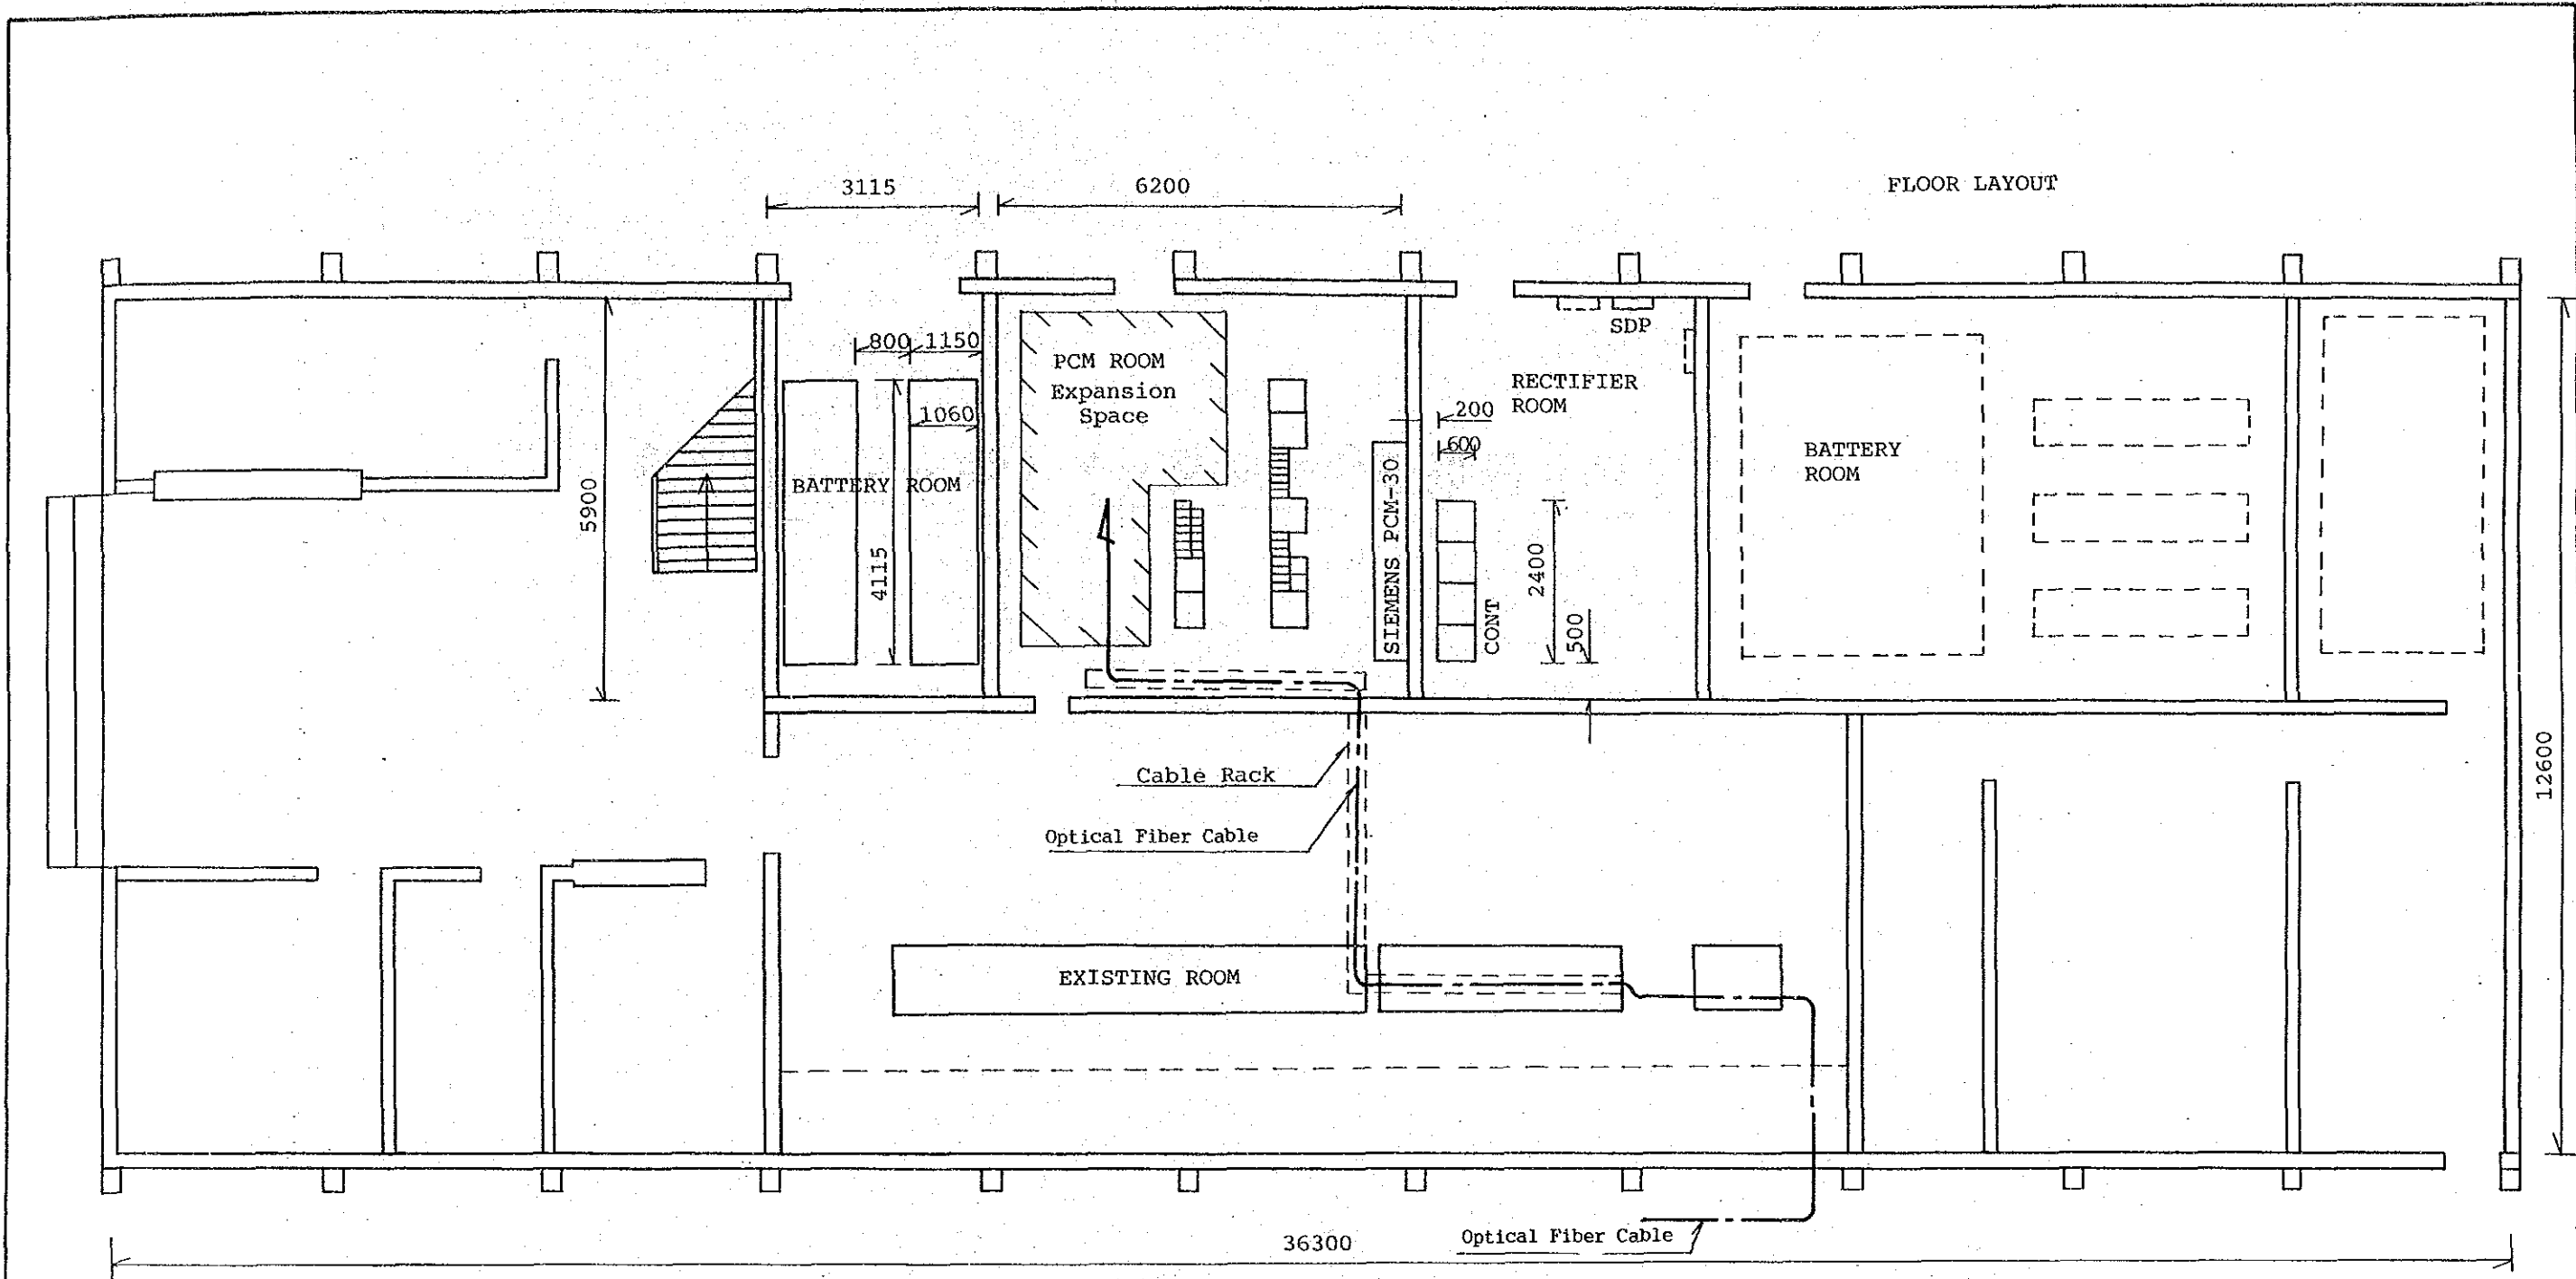 3115
6200
FLOOR LAYOUT
SDP
800
1150
PCM ROOM
Expansion
Space
RECTIFIER
ROOM
1060
200
600
BATTERY
ROOM
BATTERY ROOM
5900
4115
SIEMENS PCM-30
CONT
2400
500
Cable Rack
12600
Optical Fiber Cable
EXISTING ROOM
Optical Fiber Cable
36300